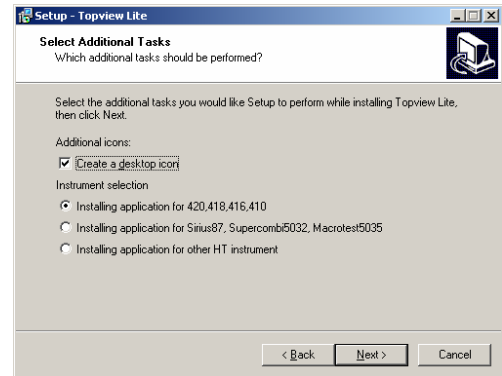 Setup - Topview Lite
Select Additional Tasks
Which additional tasks should be performed?
Select the additional tasks you would like Setup to perform while installing Topview Lite,
then click Next.
Additional icons:
Create a desktop icon
Instrument selection
Installing application for 420,418,416,410
Installing application for Sirius87, Supercombi5032, Macrotest5035
Installing application for other HT instrument
< Back Next > Cancel